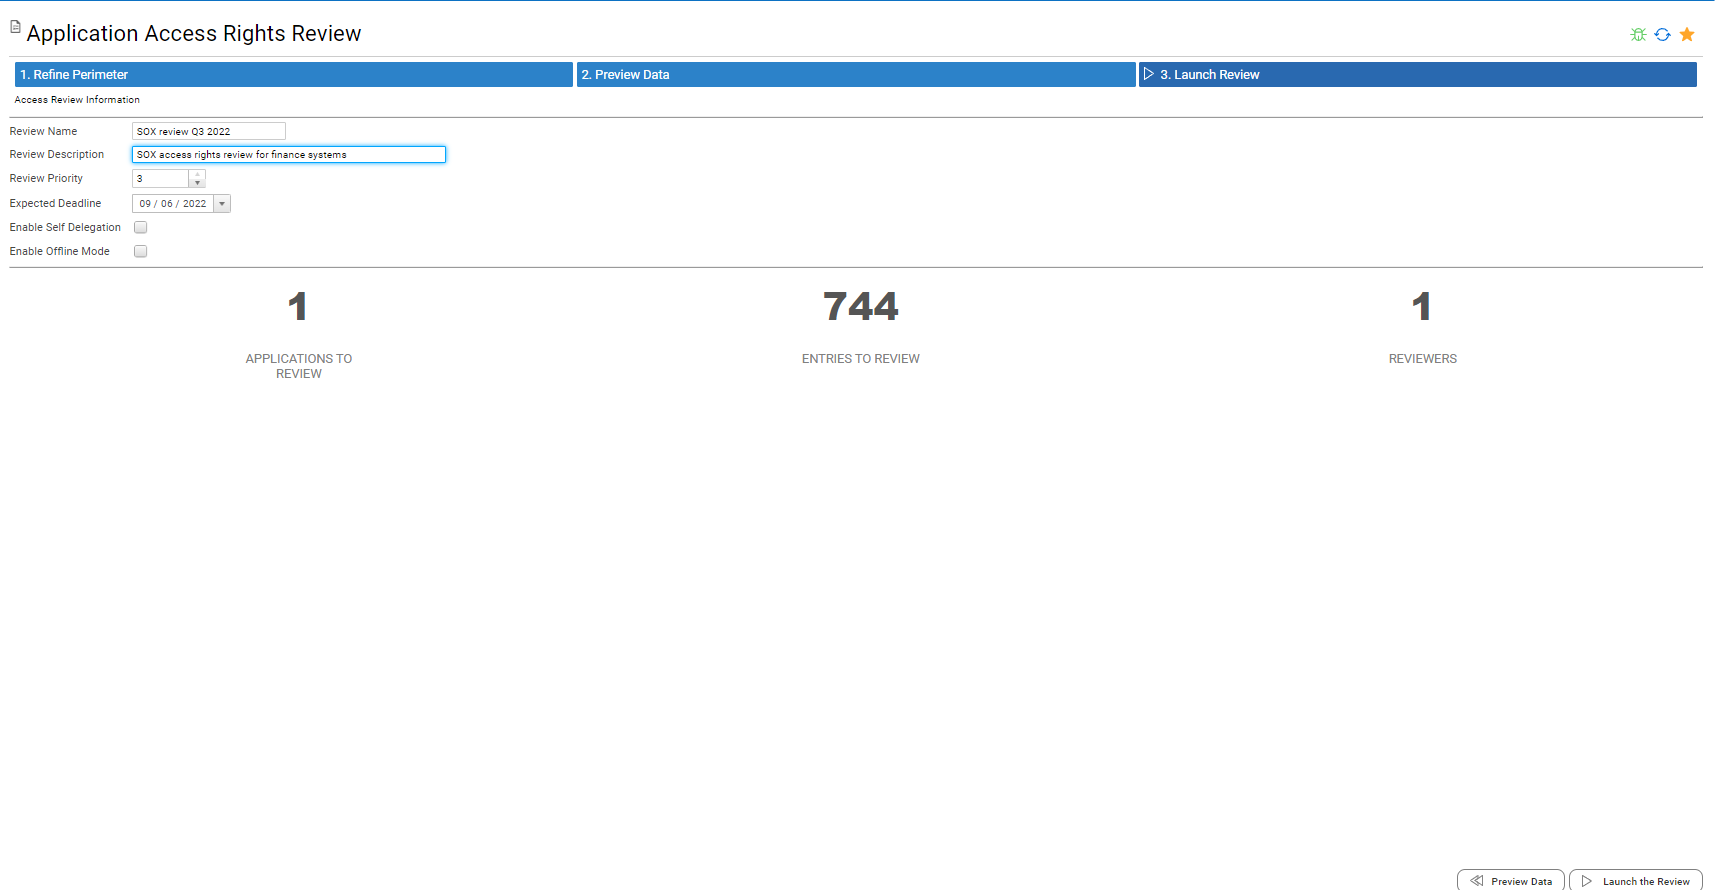 Application Access Rights Review
1. Refine Perimeter
2. Preview Data
3. Launch Review
Access Review Information
Review Name
SOX review Q3 2022
Review Description
SOX access rights review for finance systems
Review Priority
3
Expected Deadline
09 / 06 / 2022
Enable Self Delegation
Enable Offline Mode
1
744
1
APPLICATIONS TO
REVIEW
ENTRIES TO REVIEW
REVIEWERS
Preview Data
Launch the Review